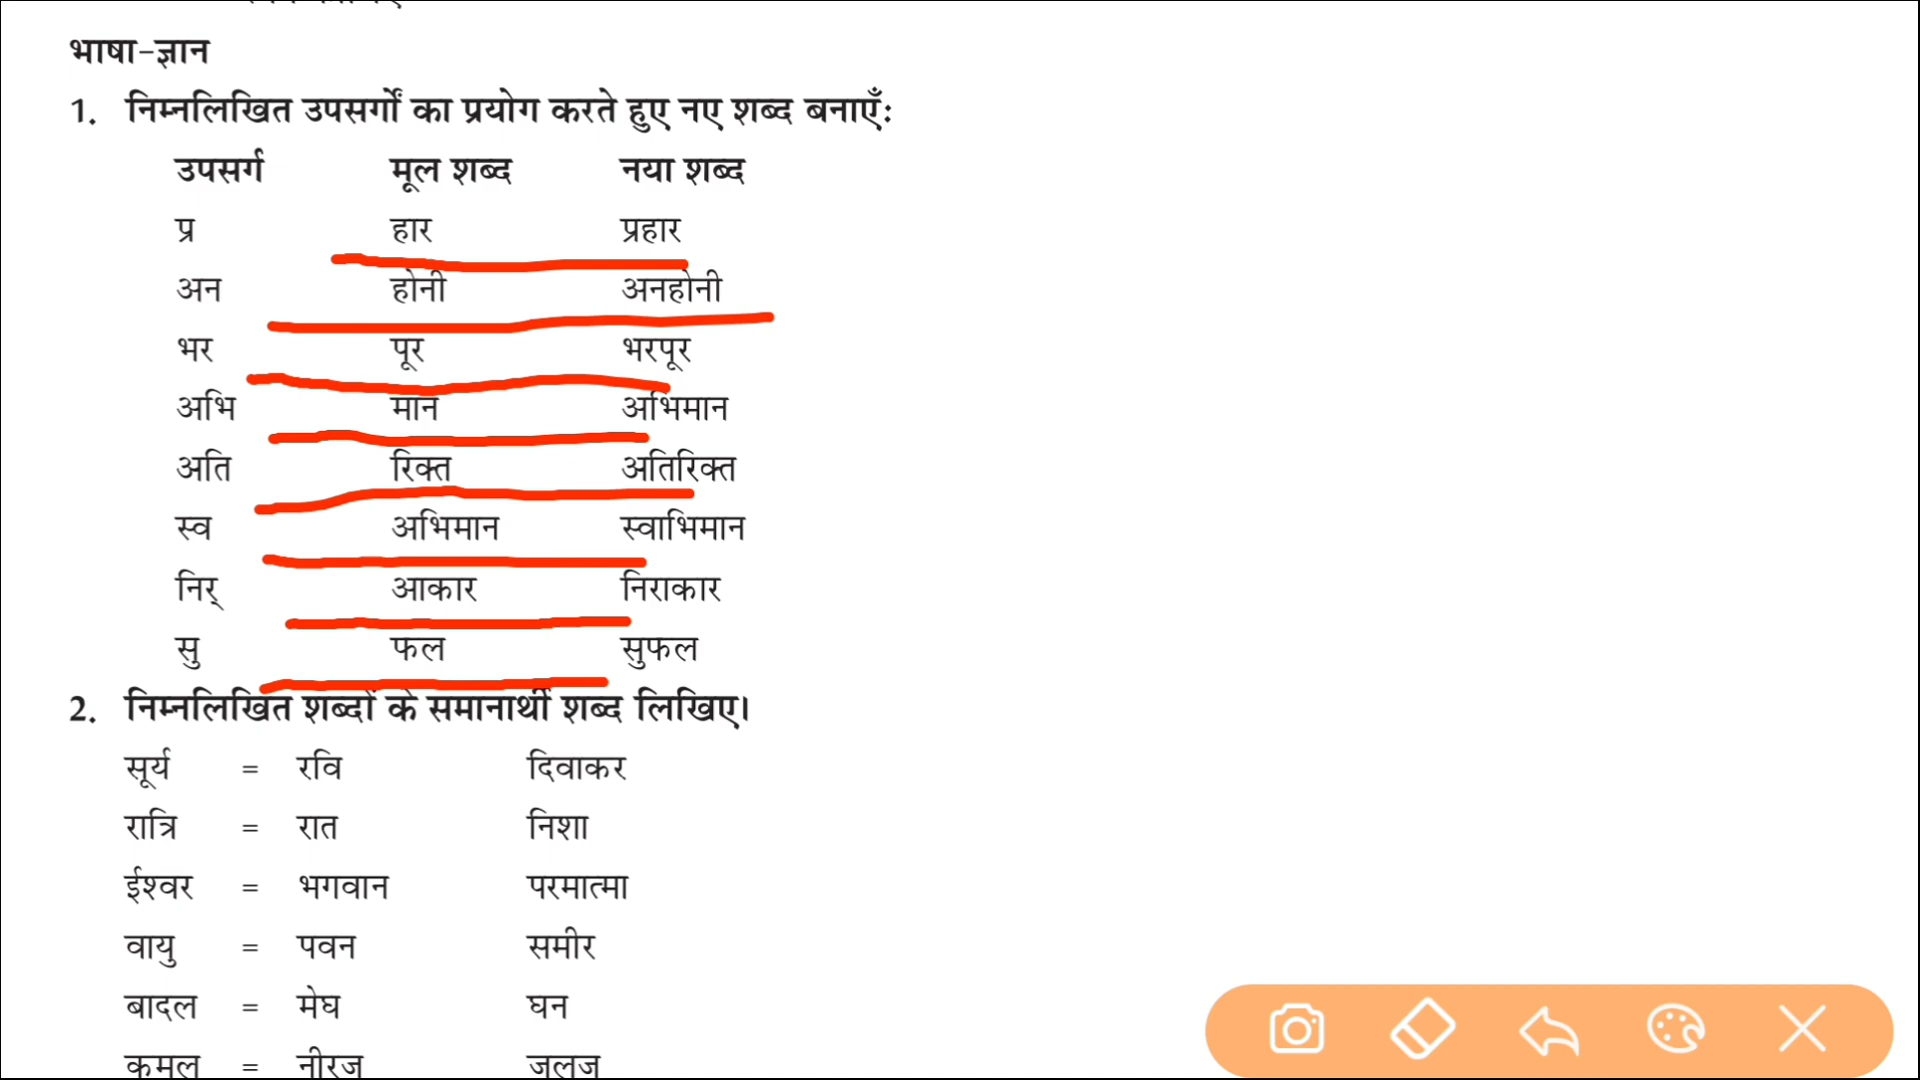 भाषा-ज्ञान
1. निम्नलिखित उपसर्गों का प्रयोग करते हुए नए शब्द बनाएँः
उपसर्ग मूल शब्द नया शब्द
प्र हार प्रहार
अन होनी अनहोनी
भर पूर भरपूर
अभि मान अभिमान
अति रिक्त अतिरिक्त
स्व अभिमान स्वाभिमान
निर् आकार निराकार
सु फल सुफल
2. निम्नलिखित शब्दों के समानार्थी शब्द लिखिए।
सूर्य = रवि दिवाकर
रात्रि = रात निशा
ईश्वर = भगवान परमात्मा
वायु = पवन समीर
बादल = मेघ घन
कमल = नीरज जलज